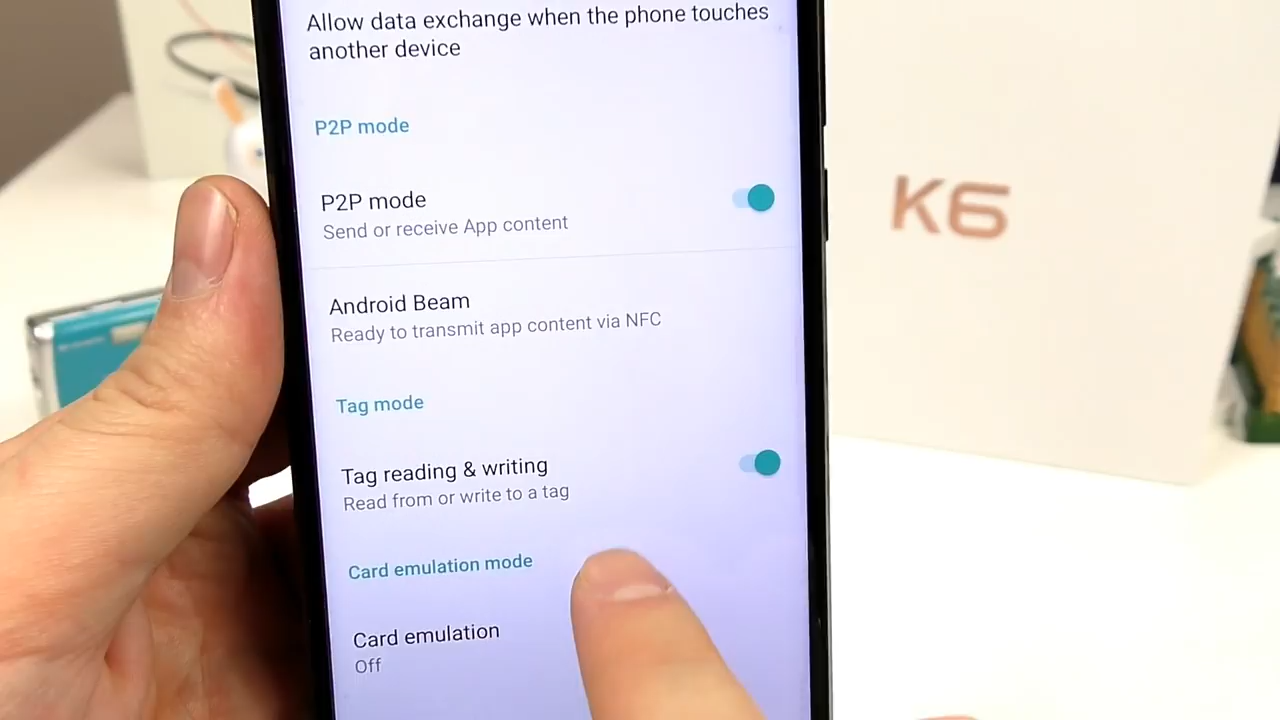 Allow data exchange when the phone touches
another device
P2P mode
P2P mode
Send or receive App content
Android Beam
Ready to transmit app content via NFC
Tag mode
Tag reading & writing
Read from or write to a tag
Card emulation mode
Card emulation
Off
K6